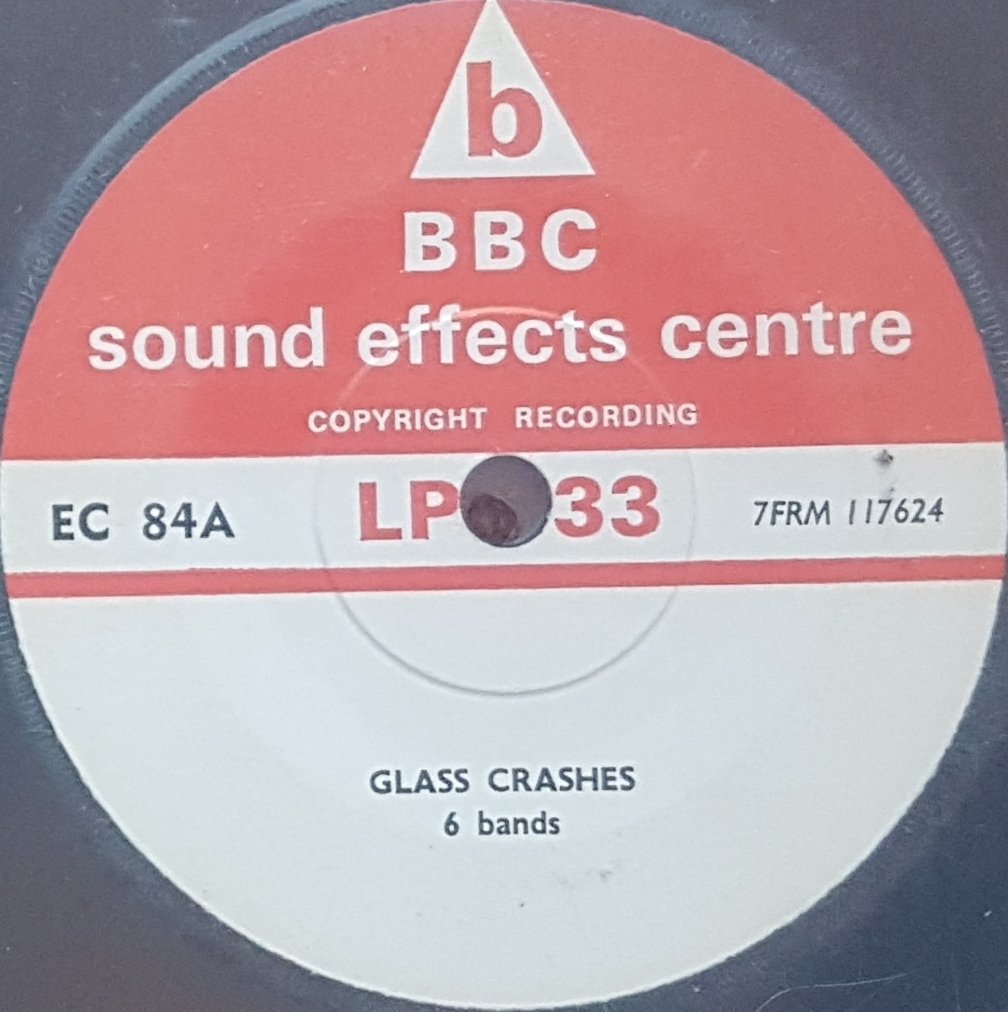 b
BBC
sound effects centre
COPYRIGHT RECORDING
EC 84A LP 33 7FRM 117624
GLASS CRASHES
6 bands